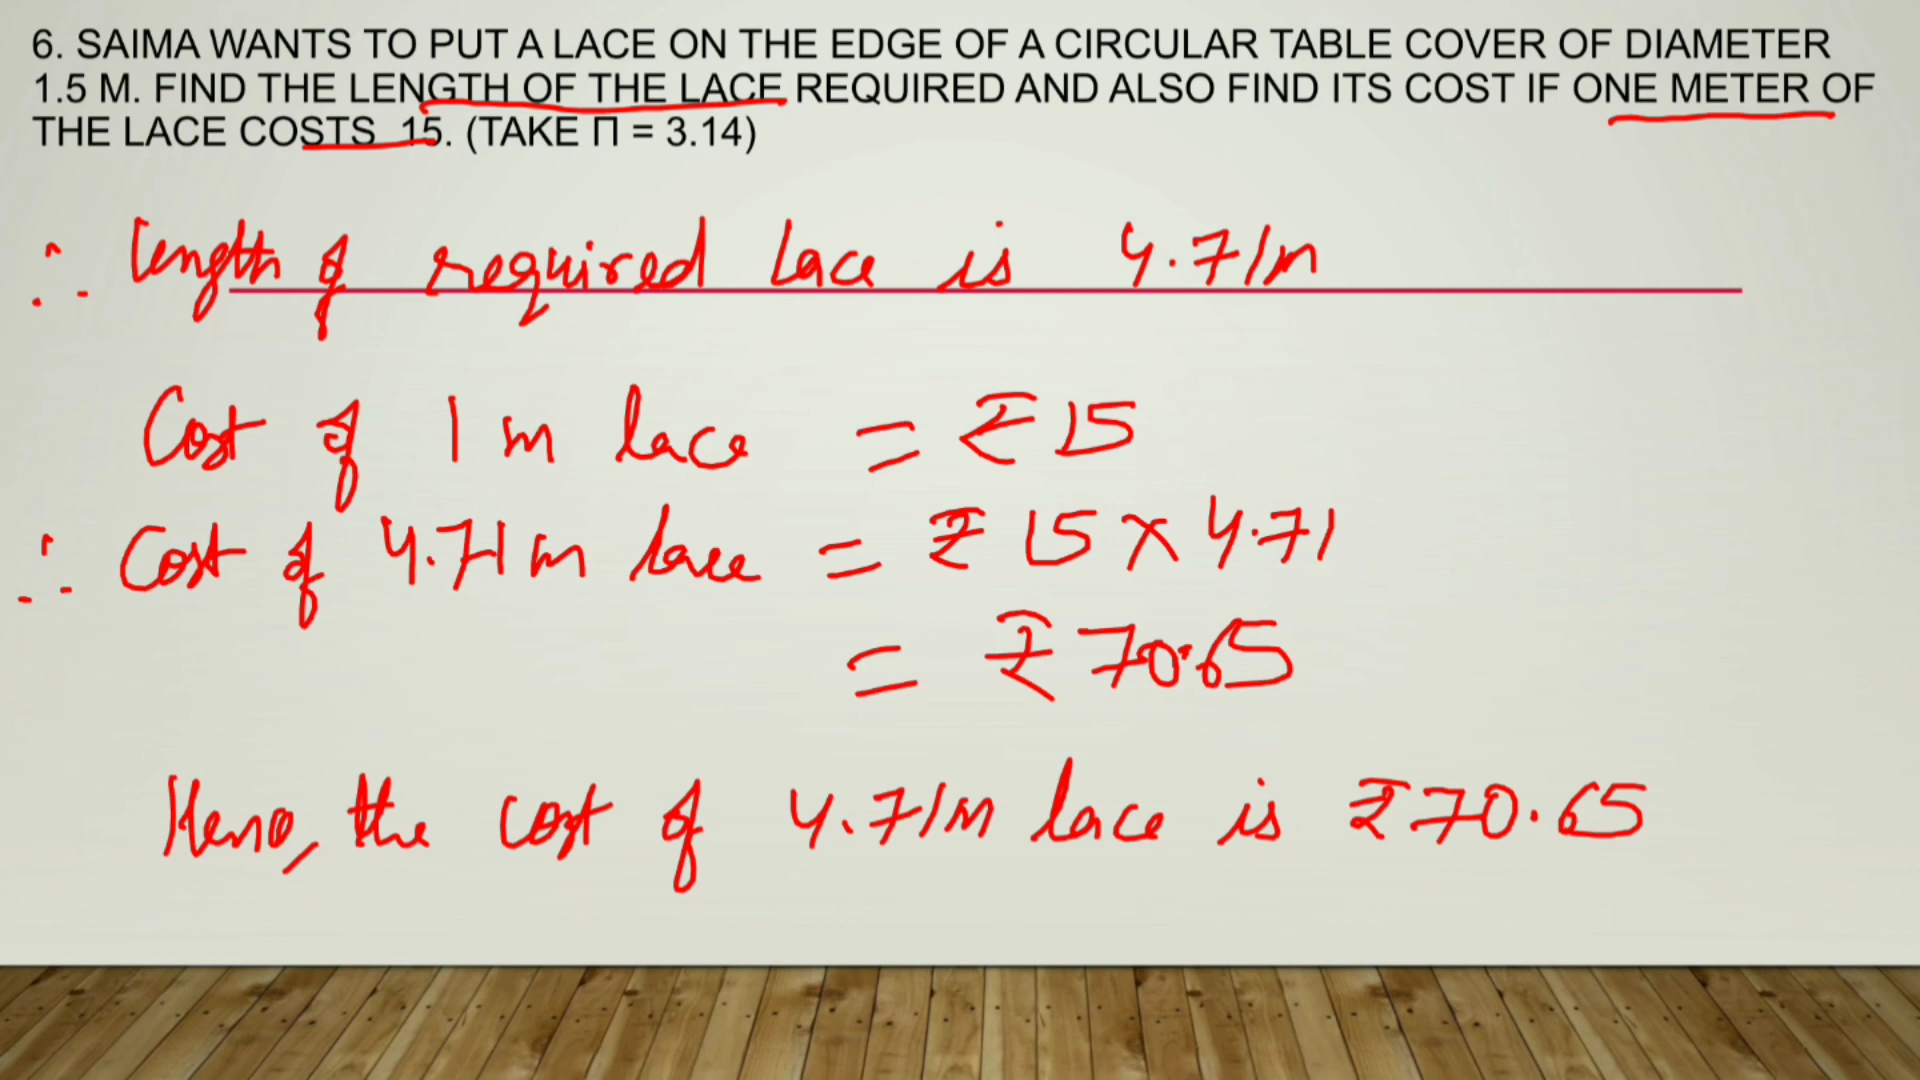 6. SAIMA WANTS TO PUT A LACE ON THE EDGE OF A CIRCULAR TABLE COVER OF DIAMETER
1.5 M. FIND THE LENGTH OF THE LACE REQUIRED AND ALSO FIND ITS COST IF ONE METER OF
THE LACE COSTS 15. (TAKE Π = 3.14)
∴ length of required lace is 4.71m
Cost of 1 m lace = ₹15
∴ Cost of 4.71m lace = ₹ 15 × 4.71
= ₹ 70.65
Hence, the cost of 4.71m lace is ₹70.65